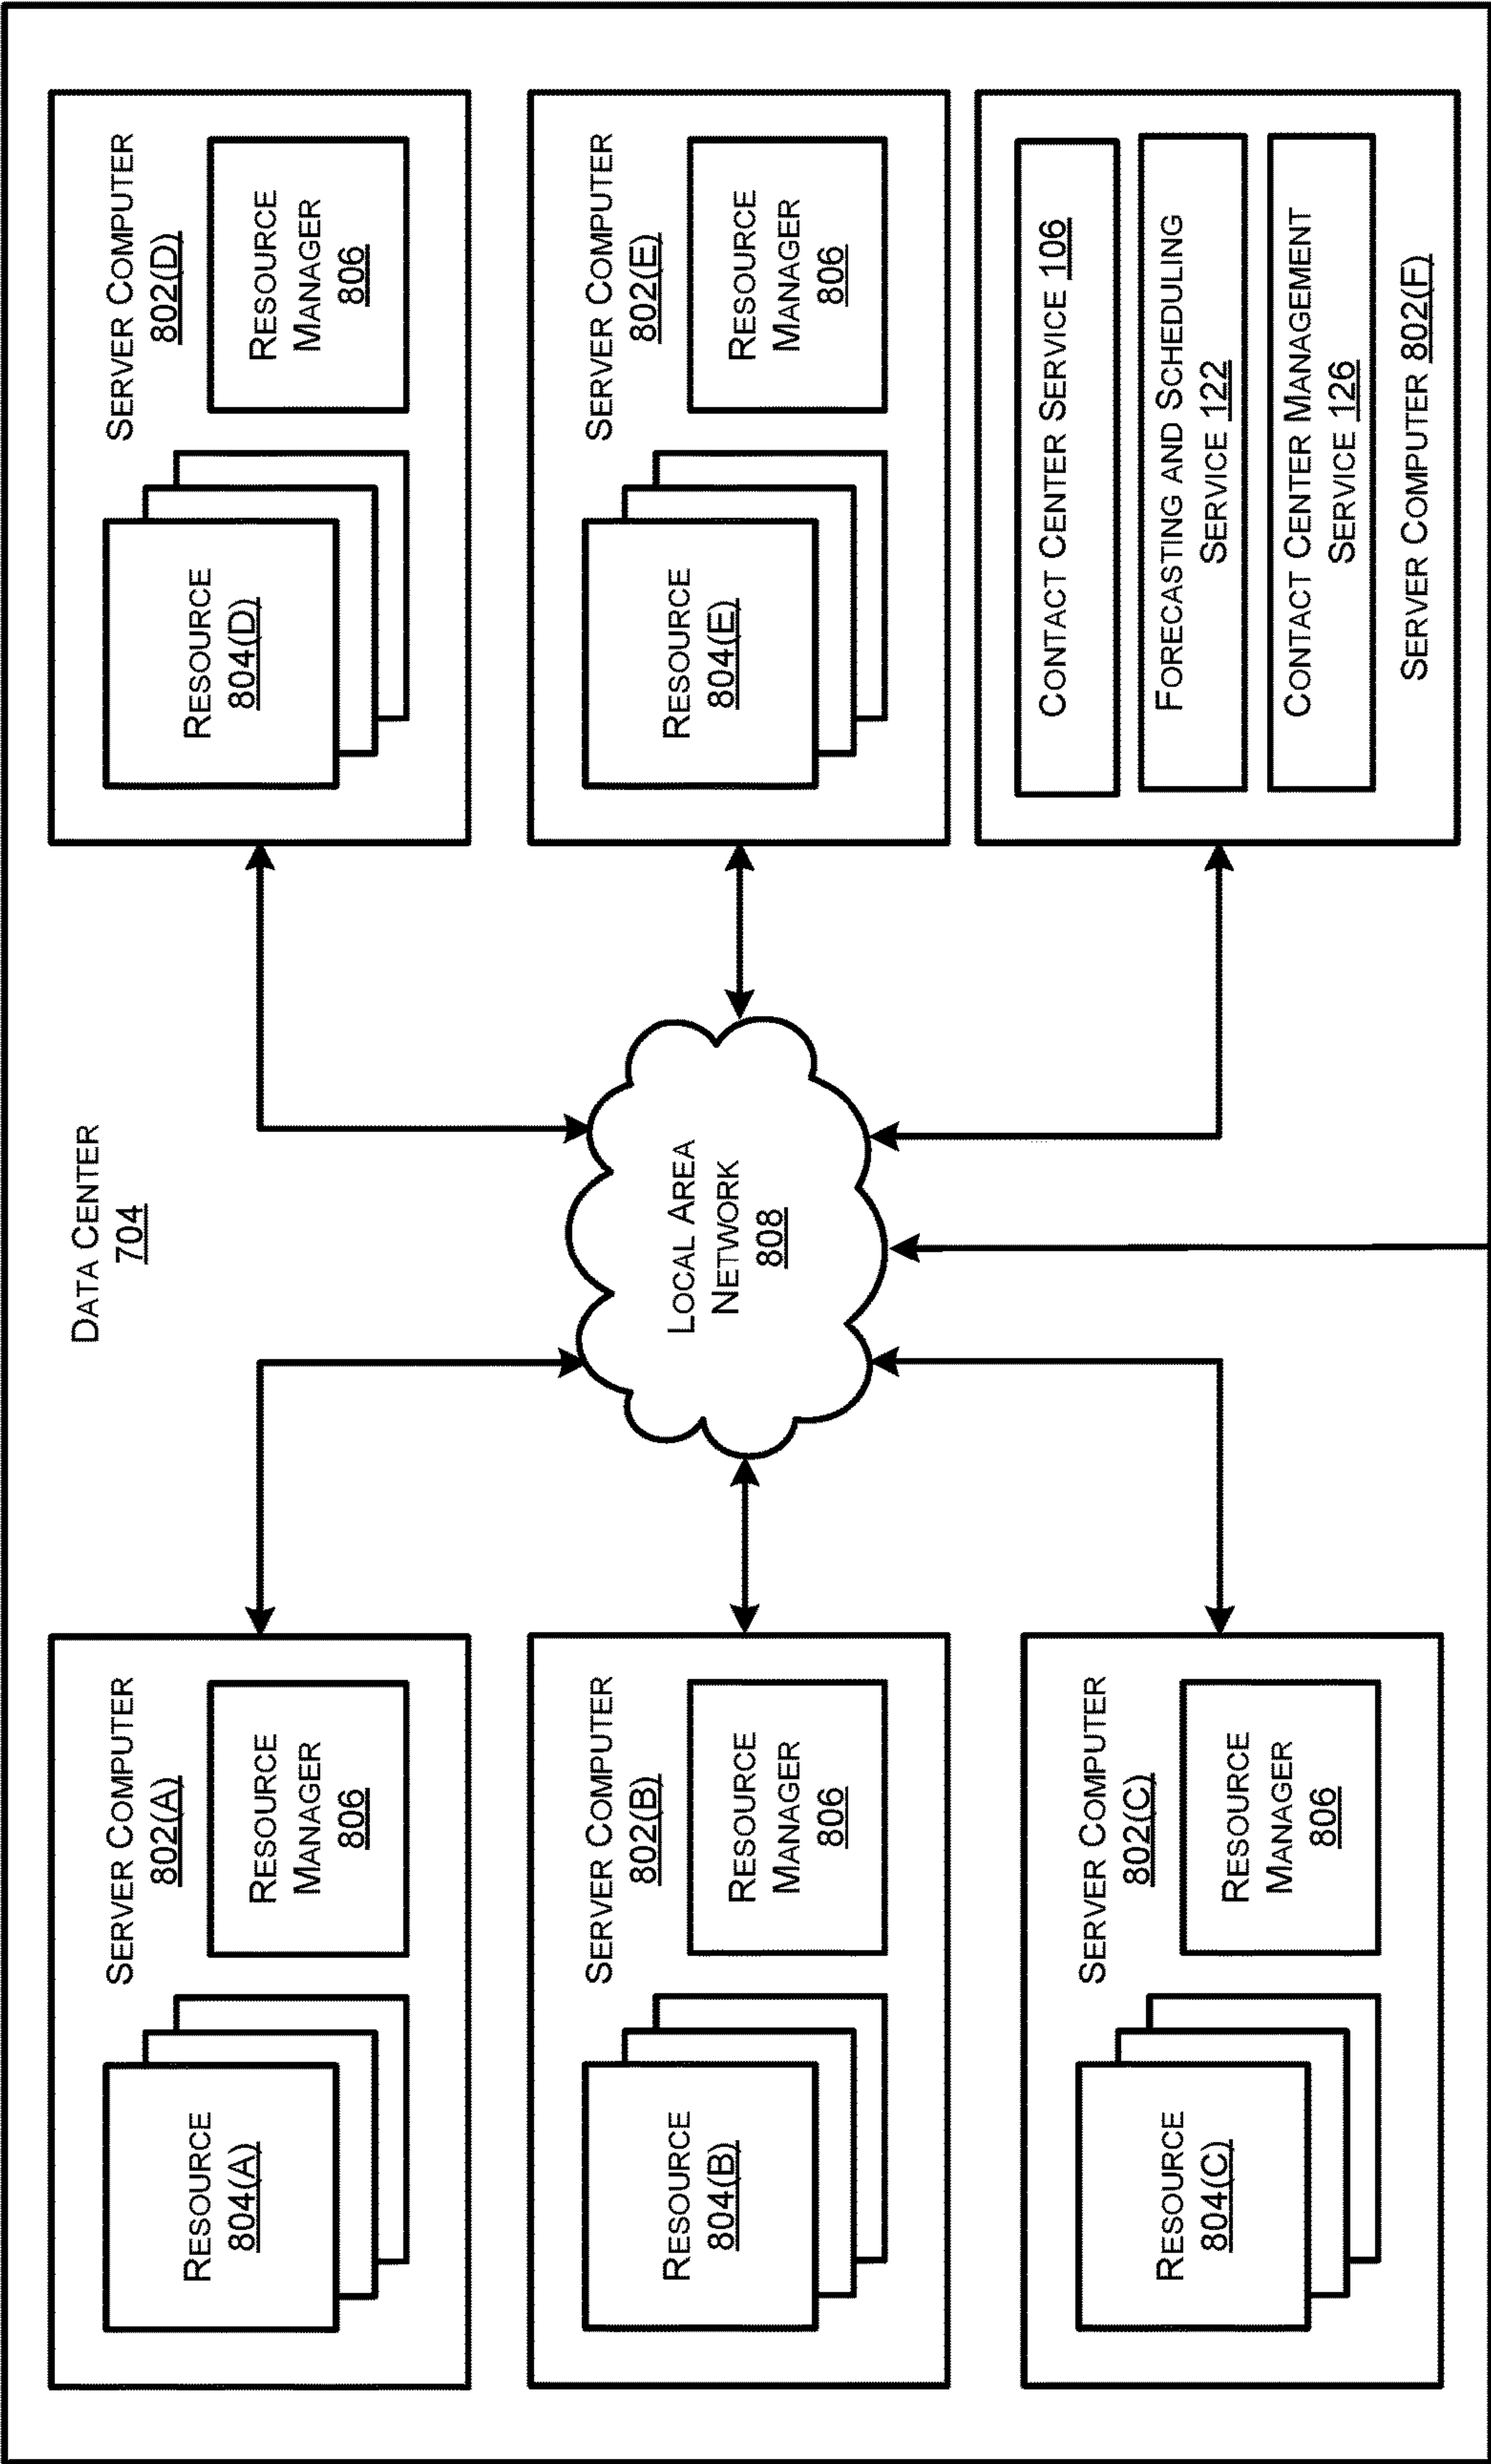 DATA CENTER
704
SERVER COMPUTER
802(A)
RESOURCE
804(A)
RESOURCE
MANAGER
806
SERVER COMPUTER
802(B)
RESOURCE
804(B)
RESOURCE
MANAGER
806
SERVER COMPUTER
802(C)
RESOURCE
804(C)
RESOURCE
MANAGER
806
LOCAL AREA
NETWORK
808
SERVER COMPUTER
802(D)
RESOURCE
804(D)
RESOURCE
MANAGER
806
SERVER COMPUTER
802(E)
RESOURCE
804(E)
RESOURCE
MANAGER
806
CONTACT CENTER SERVICE 106
FORECASTING AND SCHEDULING
SERVICE 122
CONTACT CENTER MANAGEMENT
SERVICE 126
SERVER COMPUTER 802(F)